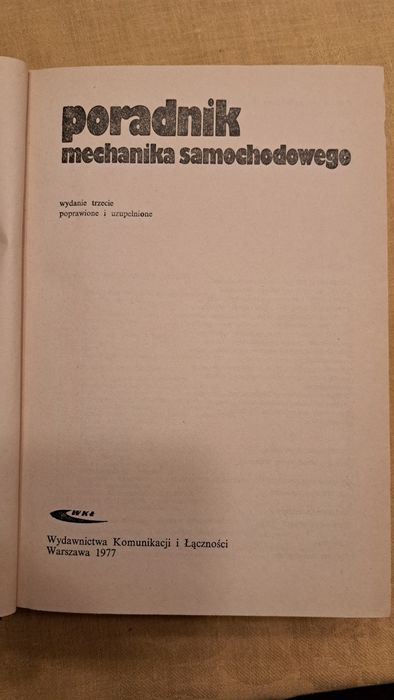 poradnik
mechanika samochodowego
wydanie trzecie
poprawione i uzupełnione
WKŁ
Wydawnictwa Komunikacji i Łączności
Warszawa 1977